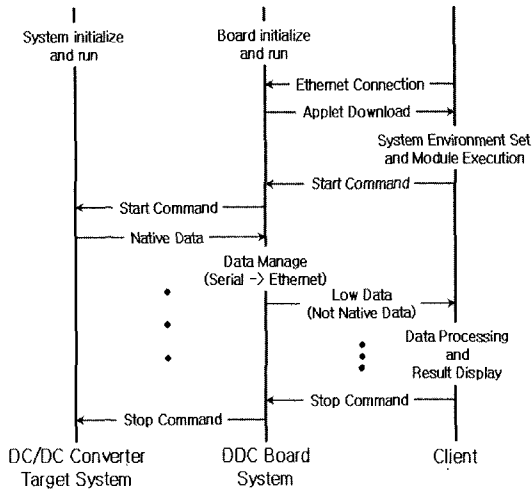 System initialize
and run
Board initialize
and run
Ethernet Connection
Applet Download
System Environment Set
and Module Execution
Start Command
Start Command
Native Data
Data Manage
(Serial -> Ethernet)
Low Data
(Not Native Data)
Data Processing
and
Result Display
Stop Command
Stop Command
DC/DC Converter
Target System
DDC Board
System
Client